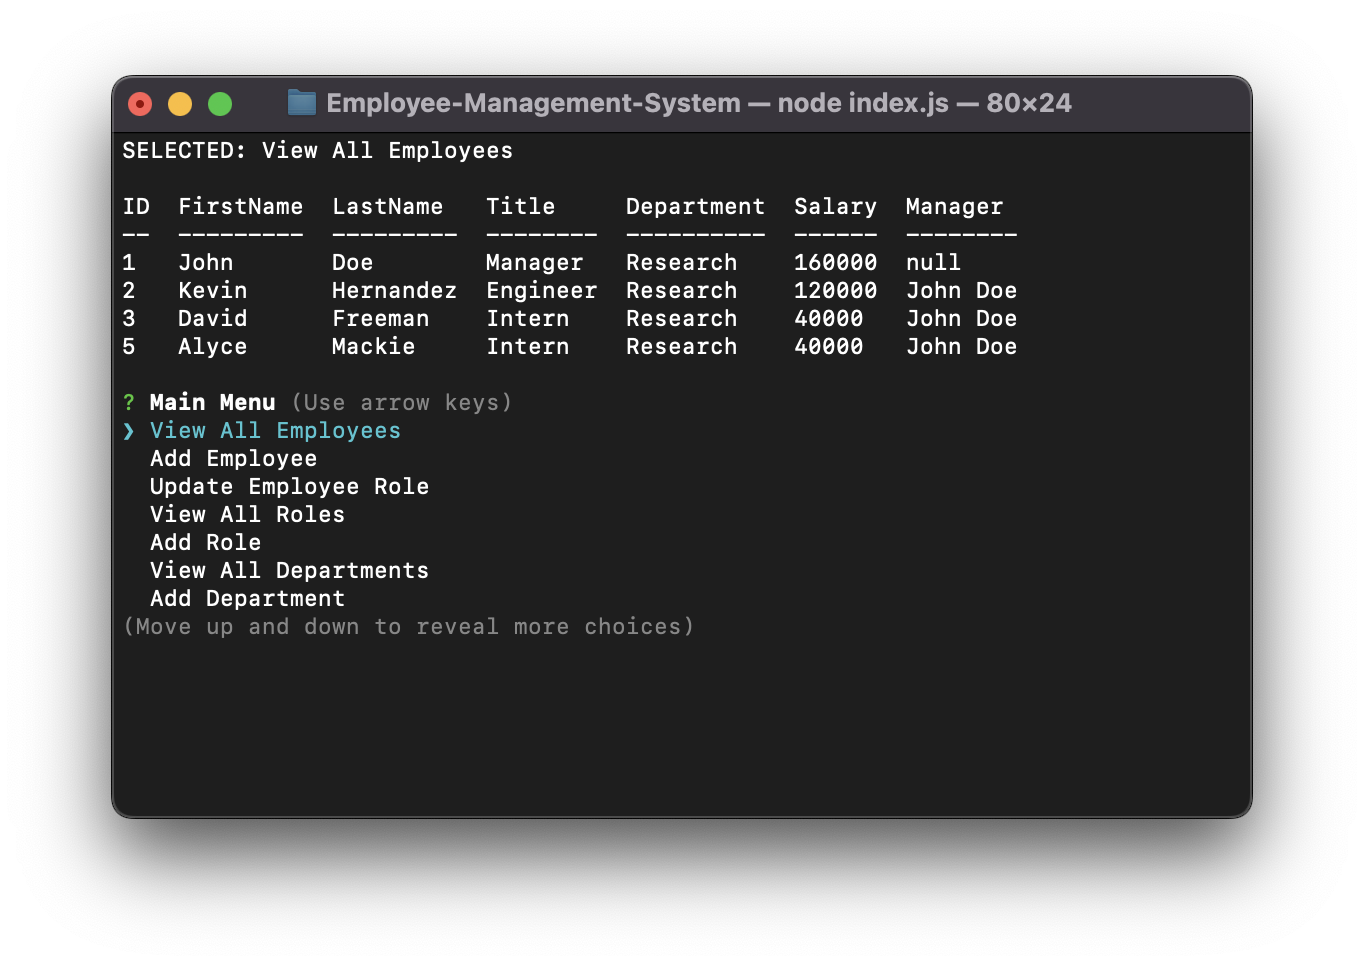 Employee-Management-System — node index.js — 80×24
SELECTED: View All Employees
ID  FirstName  LastName   Title     Department  Salary  Manager
--  ---------  ---------  --------  ----------  ------  --------
1   John       Doe        Manager   Research    160000  null
2   Kevin      Hernandez  Engineer  Research    120000  John Doe
3   David      Freeman    Intern    Research    40000   John Doe
5   Alyce      Mackie     Intern    Research    40000   John Doe
? Main Menu (Use arrow keys)
❯ View All Employees
  Add Employee
  Update Employee Role
  View All Roles
  Add Role
  View All Departments
  Add Department
(Move up and down to reveal more choices)